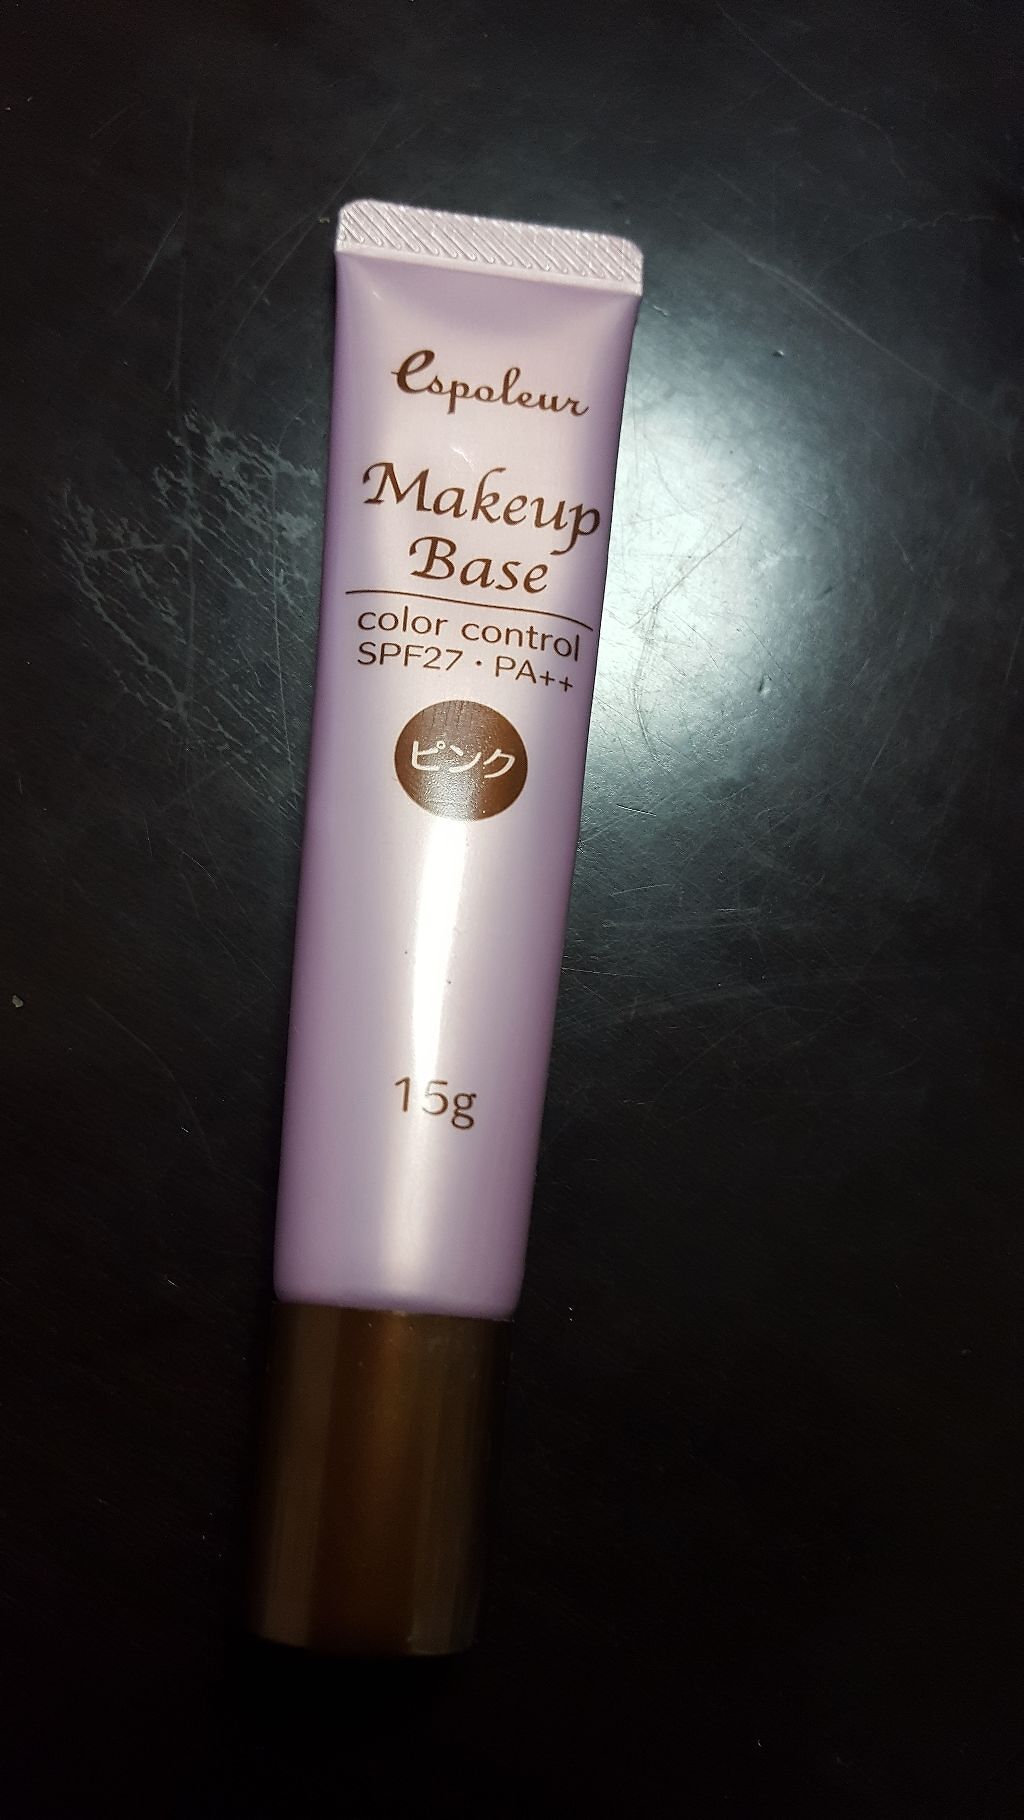 espoleur
Makeup
Base
color control
SPF27・PA++
ピンク
15g